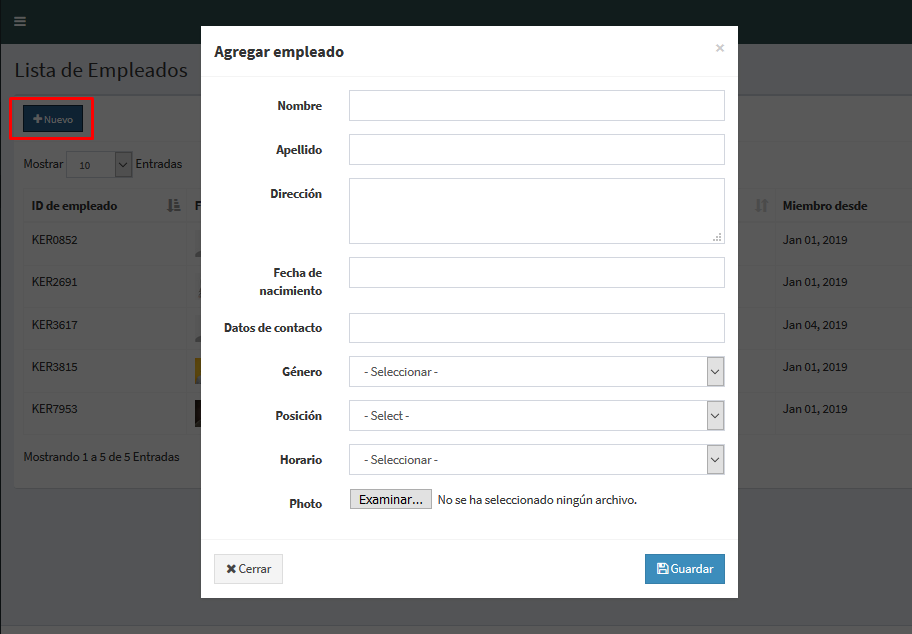 Agregar empleado
×
Lista de Empleados
Nuevo
Mostrar 10 Entradas
ID de empleado
F
Miembro desde
KER0852
Jan 01, 2019
KER2691
Jan 01, 2019
KER3617
Jan 04, 2019
KER3815
Jan 01, 2019
KER7953
Jan 01, 2019
Mostrando 1 a 5 de 5 Entradas
Nombre
Apellido
Dirección
Fecha de
nacimiento
Datos de contacto
Género
- Seleccionar -
Posición
- Select -
Horario
- Seleccionar -
Photo
Examinar... No se ha seleccionado ningún archivo.
Cerrar
Guardar